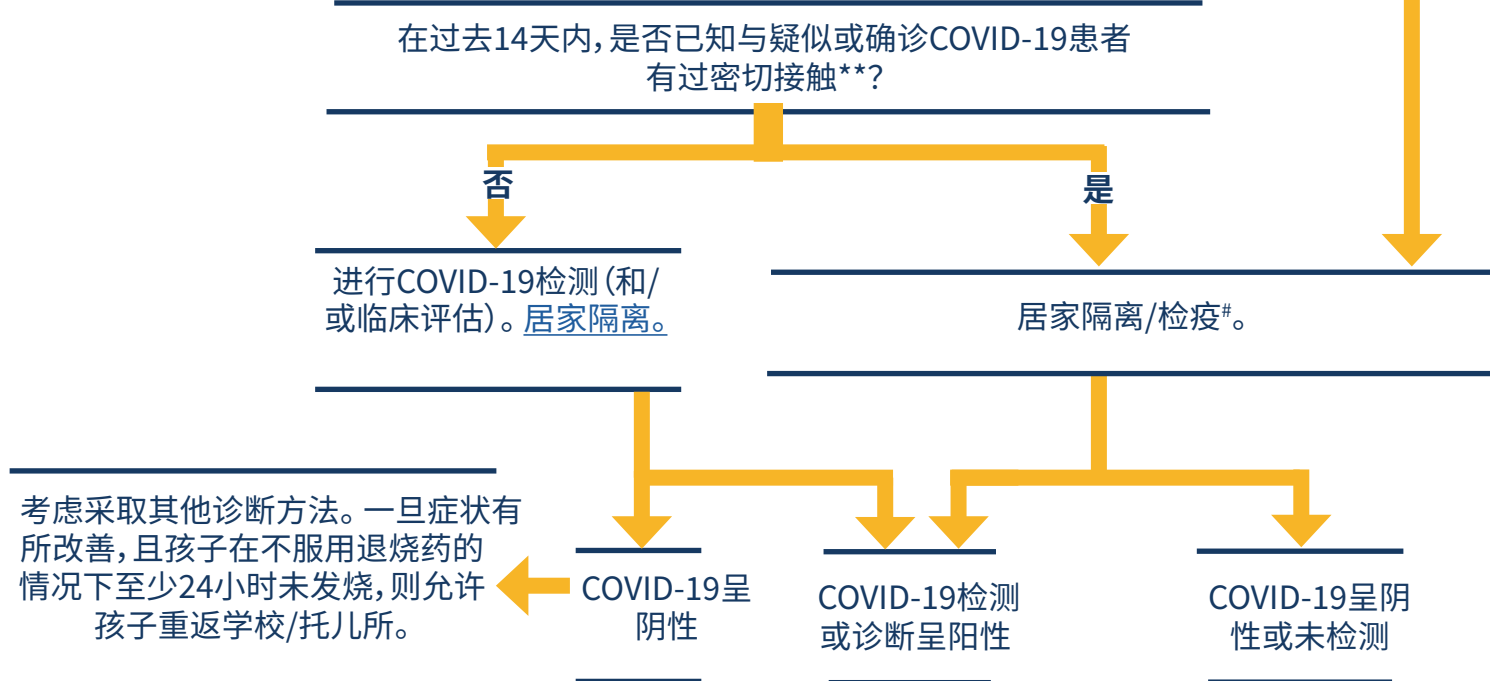 在过去14天内，是否已知与疑似或确诊COVID-19患者
有过密切接触**？
否
是
进行COVID-19检测（和/
或临床评估）。居家隔离。
居家隔离/检疫#。
考虑采取其他诊断方法。一旦症状有
所改善，且孩子在不服用退烧药的
情况下至少24小时未发烧，则允许
孩子重返学校/托儿所。
COVID-19呈
阴性
COVID-19检测
或诊断呈阳性
COVID-19呈阴
性或未检测